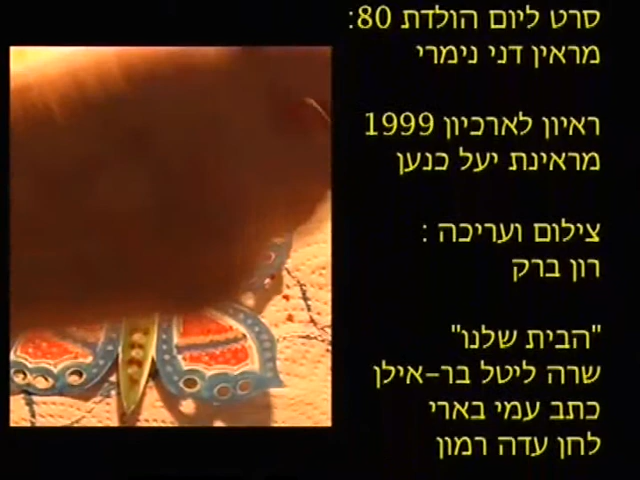 סרט ליום הולדת 80:
מראין דני נימרי
ראיון לארכיון 1999
מראינת יעל כנען
צילום ועריכה :
רון ברק
"הבית שלנו"
שרה ליטל בר-אילן
כתב עמי בארי
לחן עדה רמון